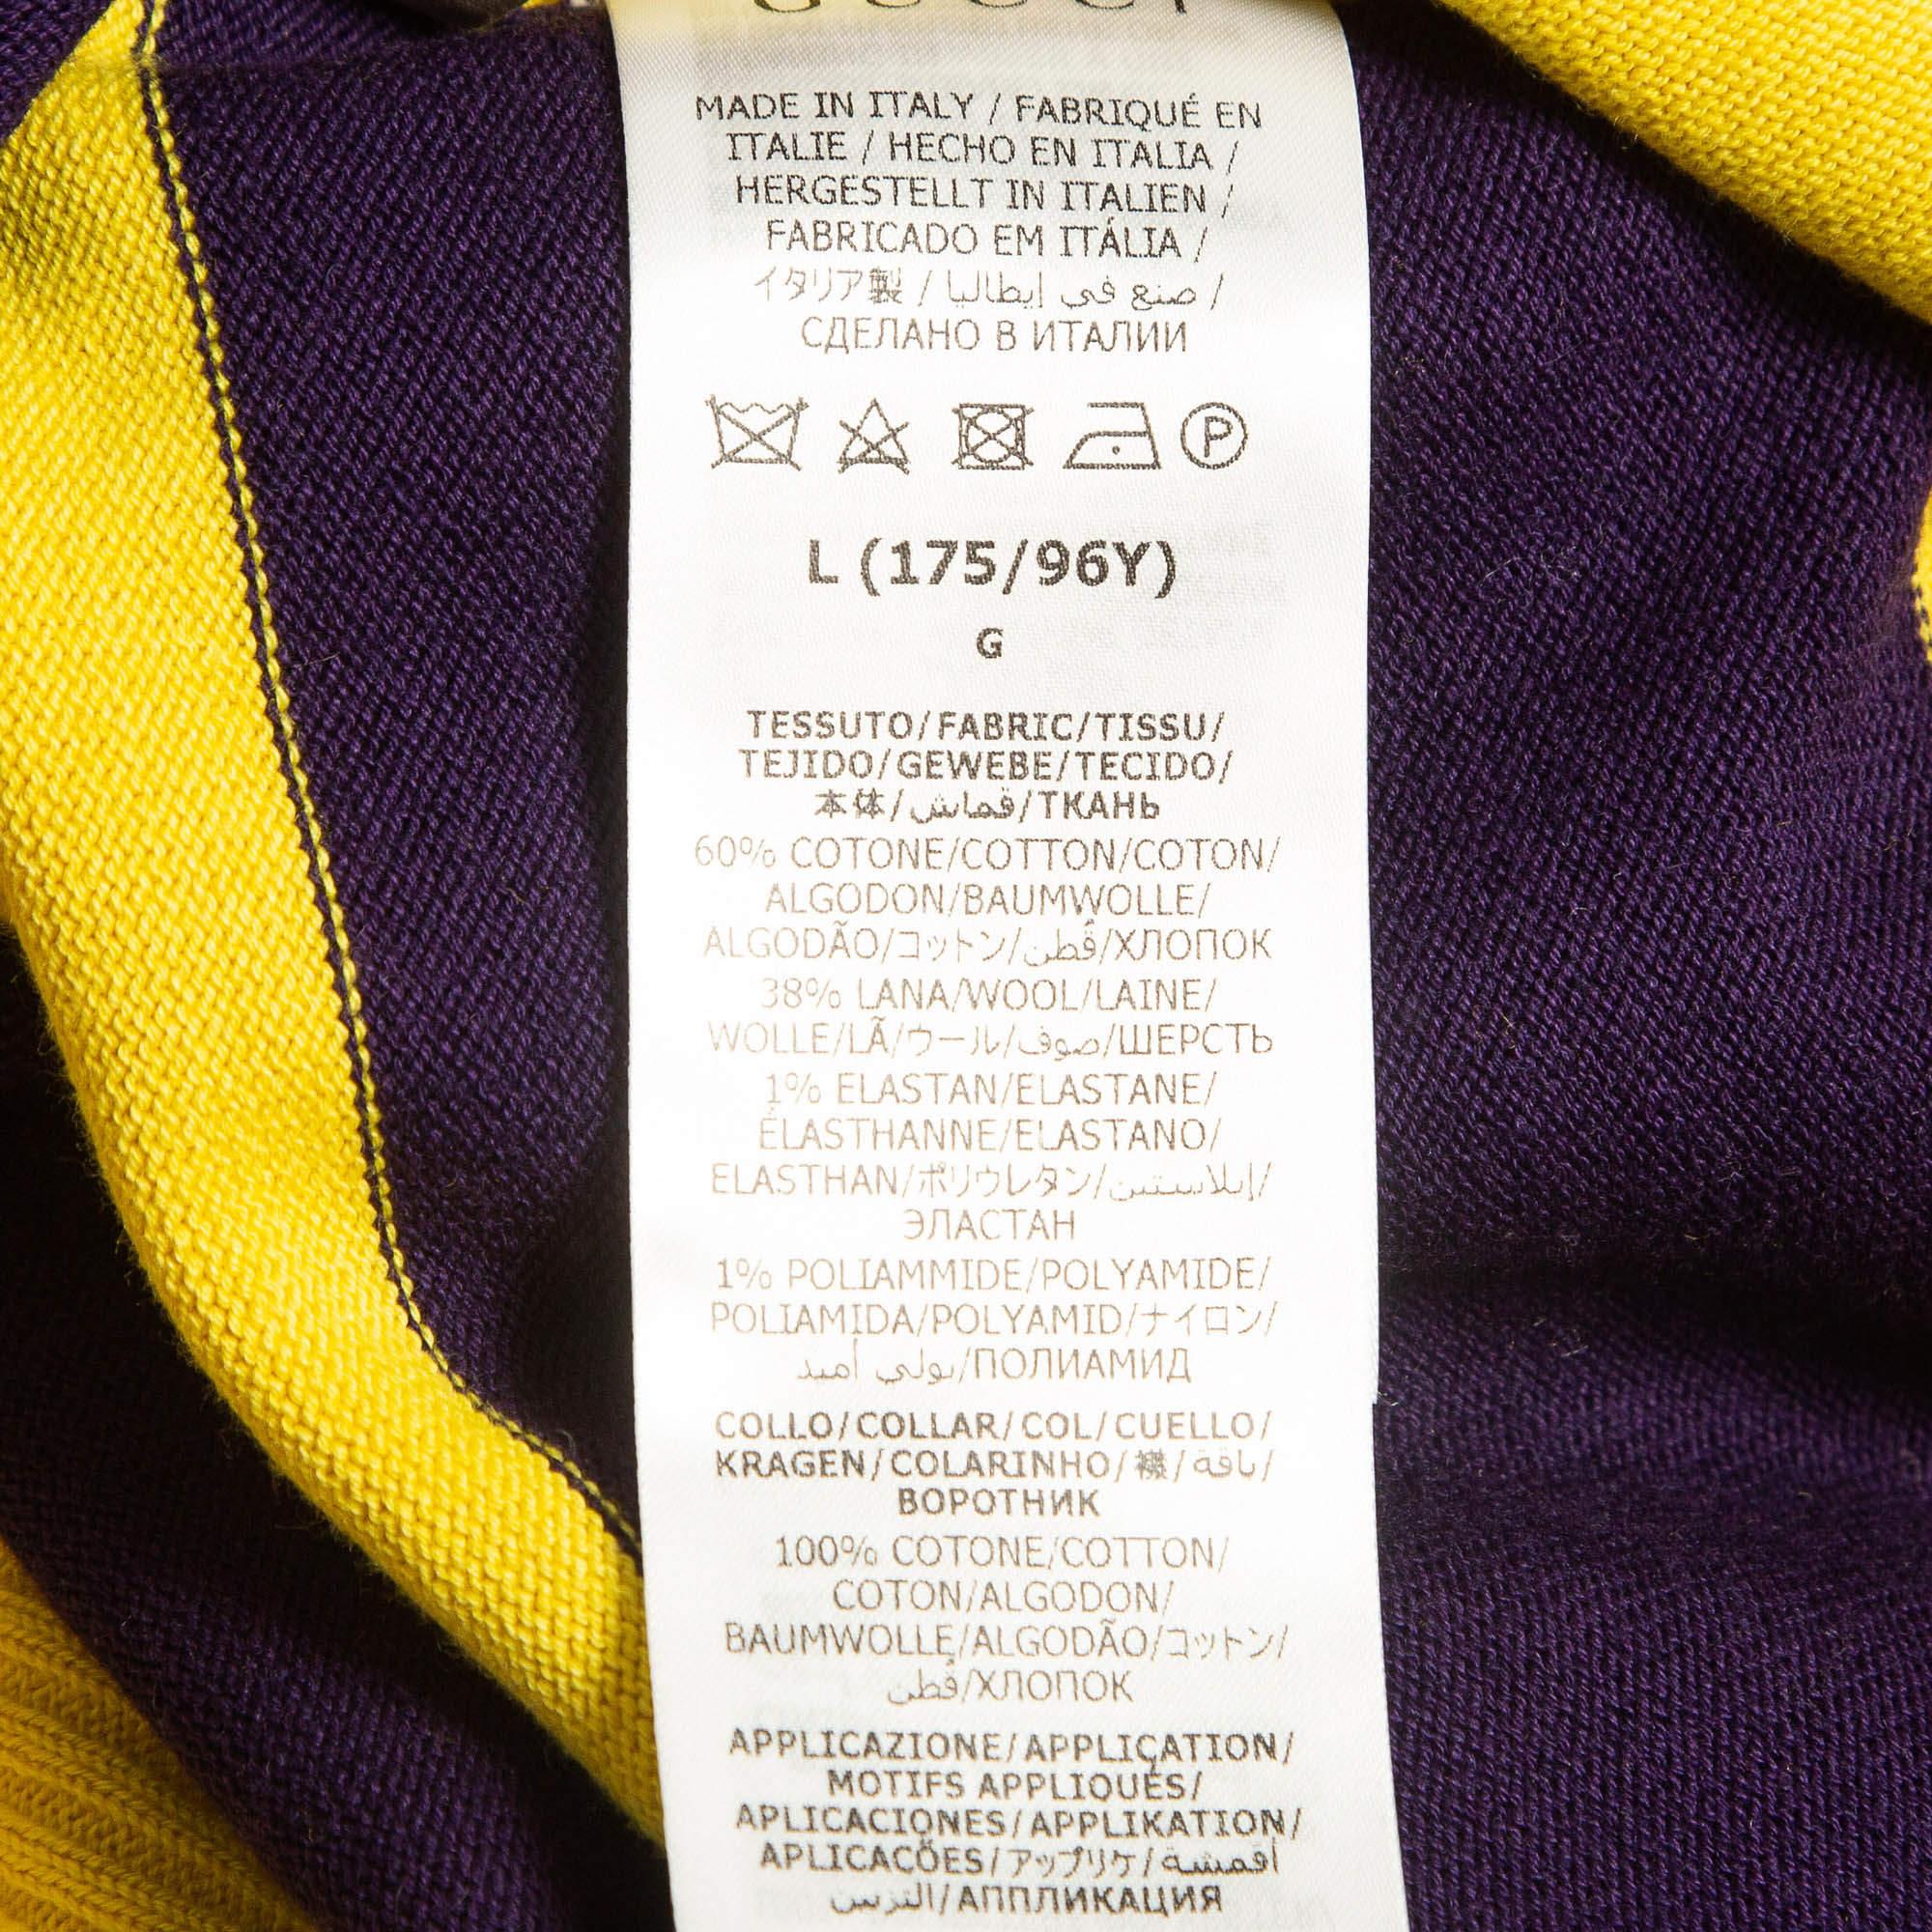 GUCCI
MADE IN ITALY / FABRIQUÉ EN
ITALIE / HECHO EN ITALIA /
HERGESTELLT IN ITALIEN /
FABRICADO EM ITÁLIA /
イタリア製 / صنع في إيطاليا /
СДЕЛАНО В ИТАЛИИ
P
L (175/96Y)
G
TESSUTO/FABRIC/TISSU/
TEJIDO/GEWEBE/TECIDO/
本体/قماش/ТКАНЬ
60% COTONE/COTTON/COTON/
ALGODON/BAUMWOLLE/
ALGODÃO/コットン/قُطن/ХЛОПОК
38% LANA/WOOL/LAINE/
WOLLE/LÃ/ウール/صوف/ШЕРСТЬ
1% ELASTAN/ELASTANE/
ÉLASTHANNE/ELASTANO/
ELASTHAN/ポリウレタン/إيلاستين/
ЭЛАСТАН
1% POLIAMMIDE/POLYAMIDE/
POLIAMIDA/POLYAMID/ナイロン/
بولي أميد/ПОЛИАМИД
COLLO/COLLAR/COL/CUELLO/
KRAGEN/COLARINHO/襟/ياقة/
ВОРОТНИК
100% COTONE/COTTON/
COTON/ALGODON/
BAUMWOLLE/ALGODÃO/コットン/
قُطن/ХЛОПОК
APPLICAZIONE/APPLICATION/
MOTIFS APPLIQUÉS/
APLICACIONES/APPLIKATION/
APLICACÕES/アップリケ/أقمشة
التزيين/АППЛИКАЦИЯ